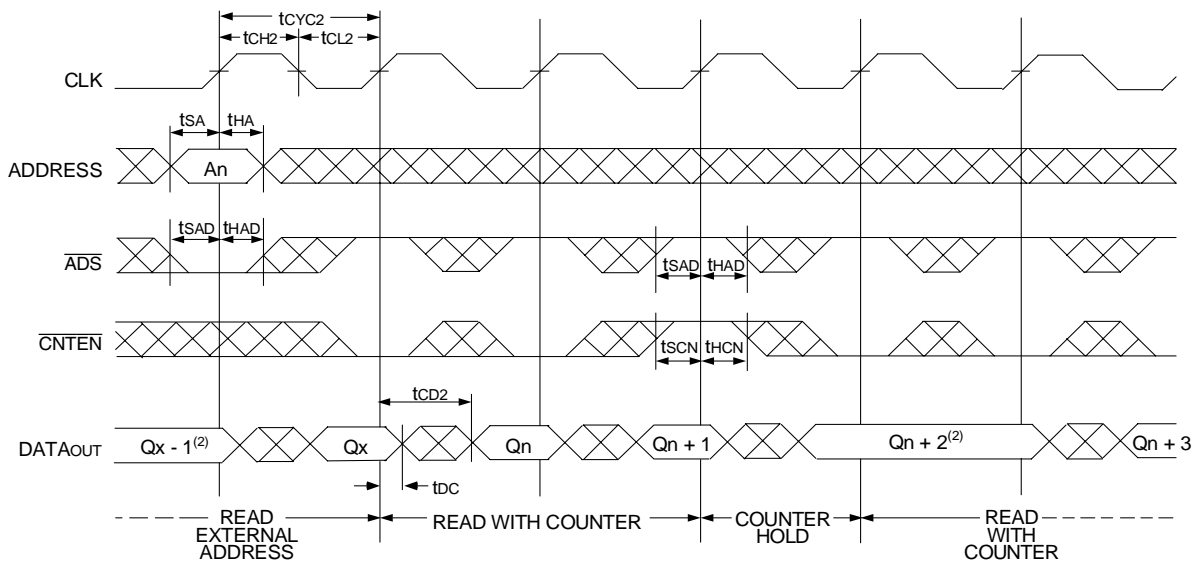 tCYC2
tCH2 tCL2
CLK
tSA tHA
ADDRESS An
tSAD tHAD
ADS
tSAD tHAD
CNTEN
tSCN tHCN
tCD2
DATAOUT Qx - 1(2) Qx Qn Qn + 1 Qn + 2(2) Qn + 3
tDC
READ EXTERNAL ADDRESS
READ WITH COUNTER
COUNTER HOLD
READ WITH COUNTER